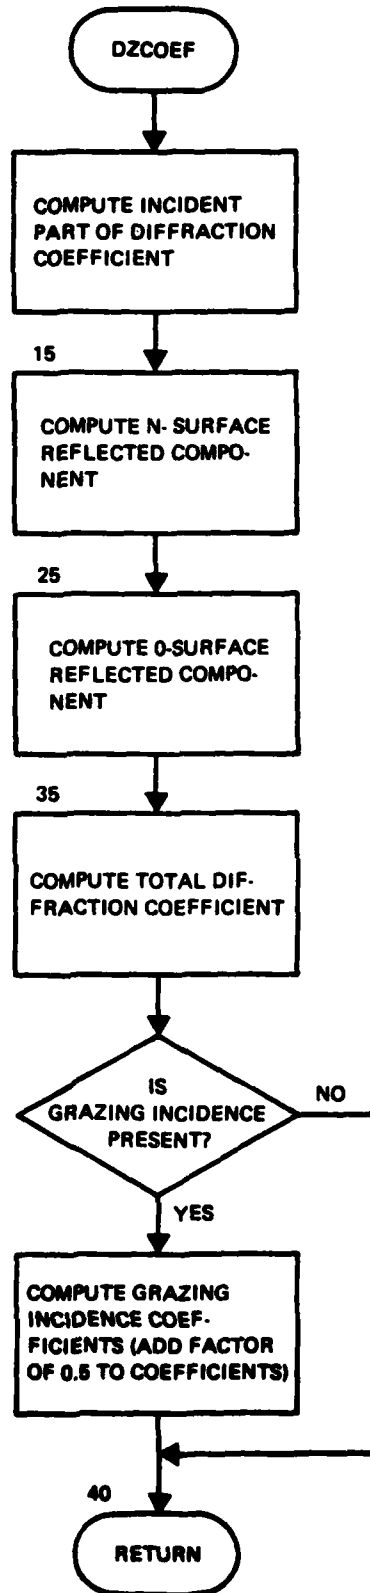 DZCOEF
COMPUTE INCIDENT
PART OF DIFFRACTION
COEFFICIENT
15
COMPUTE N- SURFACE
REFLECTED COMPO-
NENT
25
COMPUTE 0-SURFACE
REFLECTED COMPO-
NENT
35
COMPUTE TOTAL DIF-
FRACTION COEFFICIENT
IS
GRAZING INCIDENCE
PRESENT?
NO
YES
COMPUTE GRAZING
INCIDENCE COEF-
FICIENTS (ADD FACTOR
OF 0.5 TO COEFFICIENTS)
40
RETURN